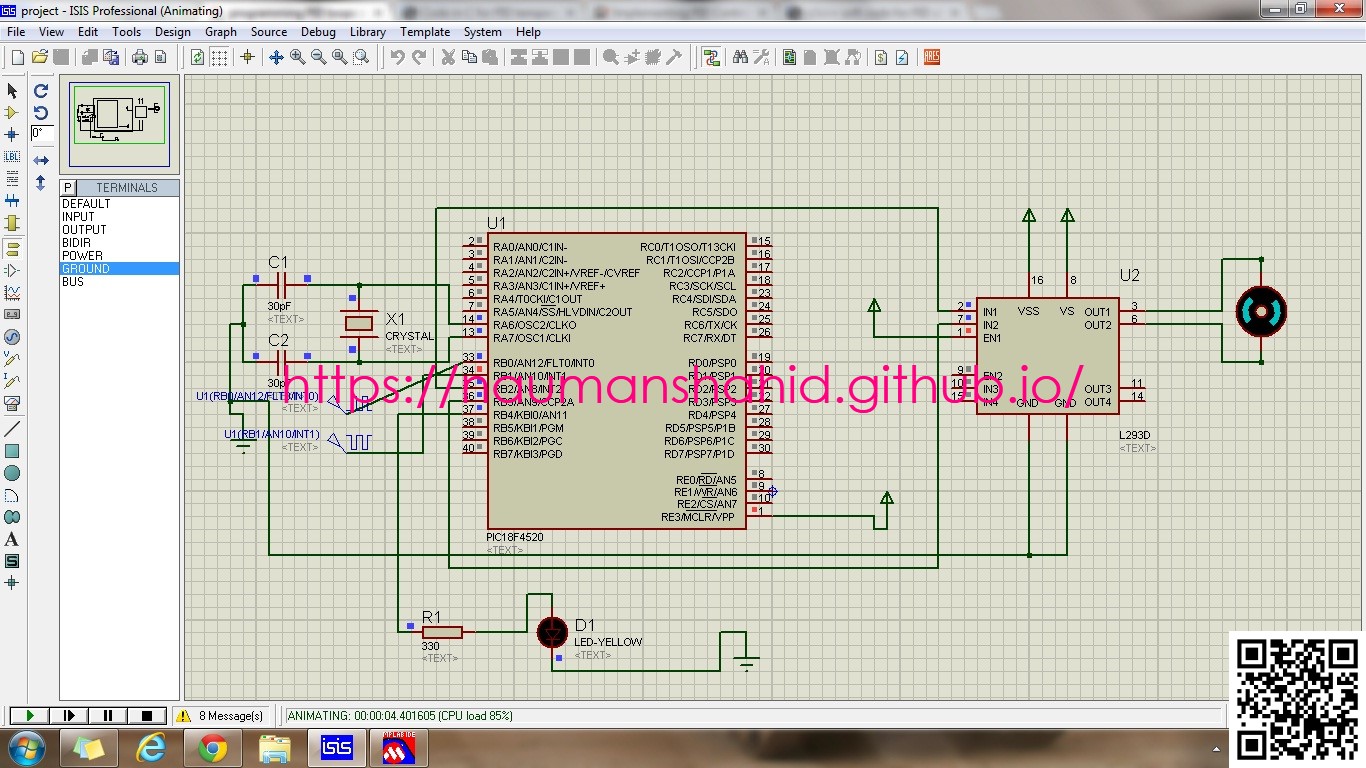 project - ISIS Professional (Animating)
File View Edit Tools Design Graph Source Debug Library Template System Help
LBL
0°
P TERMINALS
DEFAULT
INPUT
OUTPUT
BIDIR
POWER
GROUND
BUS
A
S
ARES
C1
30pF
<TEXT>
C2
30p
<TEXT>
X1
CRYSTAL
<TEXT>
U1(RB0/AN12/FLT0/INT0)
<TEXT>
U1(RB1/AN10/INT1)
<TEXT>
U1
2 RA0/AN0/C1IN- RC0/T1OSO/T13CKI 15
3 RA1/AN1/C2IN- RC1/T1OSI/CCP2B 16
4 RA2/AN2/C2IN+/VREF-/CVREF RC2/CCP1/P1A 17
5 RA3/AN3/C1IN+/VREF+ RC3/SCK/SCL 18
6 RA4/T0CKI/C1OUT RC4/SDI/SDA 23
7 RA5/AN4/SS/HLVDIN/C2OUT RC5/SDO 24
14 RA6/OSC2/CLKO RC6/TX/CK 25
13 RA7/OSC1/CLKI RC7/RX/DT 26
33 RB0/AN12/FLT0/INT0 RD0/PSP0 19
34 RB1/AN10/INT1 RD1/PSP1
RB2/AN8/INT2 RD2/PSP2
36 RB3/AN9/CCP2A RD3/PSP3
37 RB4/KBI0/AN11 RD4/PSP4 27
38 RB5/KBI1/PGM RD5/PSP5/P1B 28
39 RB6/KBI2/PGC RD6/PSP6/P1C 29
40 RB7/KBI3/PGD RD7/PSP7/P1D 30
RE0/RD/AN5 8
RE1/WR/AN6 9
RE2/CS/AN7 10
RE3/MCLR/VPP 1
PIC18F4520
<TEXT>
https://naumanshahid.github.io/
U2
16 8
VSS VS
2 IN1 OUT1 3
7 IN2 OUT2 6
1 EN1
9 EN2
10 IN3 OUT3 11
15 IN4 GND GND OUT4 14
L293D
<TEXT>
R1
330
<TEXT>
D1
LED-YELLOW
<TEXT>
8 Message(s) ANIMATING: 00:00:04.401605 (CPU load 85%)
isis
MPLAB IDE